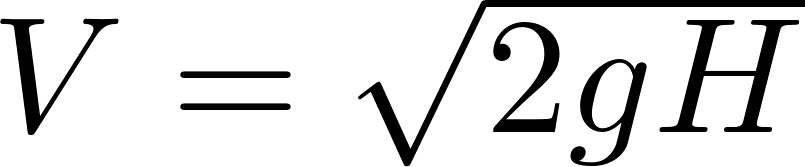 V = √2gH